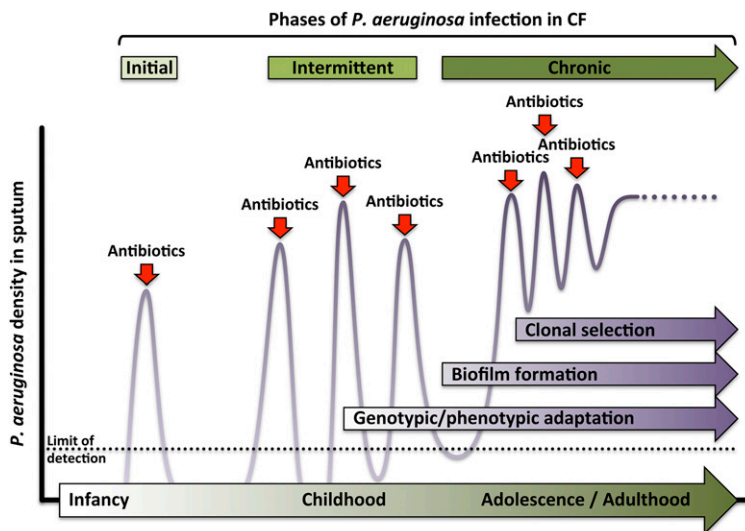 Phases of P. aeruginosa infection in CF
Initial
Intermittent
Chronic
Antibiotics
Antibiotics
Antibiotics
Antibiotics
Antibiotics
Antibiotics
Antibiotics
P. aeruginosa density in sputum
Clonal selection
Biofilm formation
Genotypic/phenotypic adaptation
Limit of
detection
Infancy
Childhood
Adolescence / Adulthood